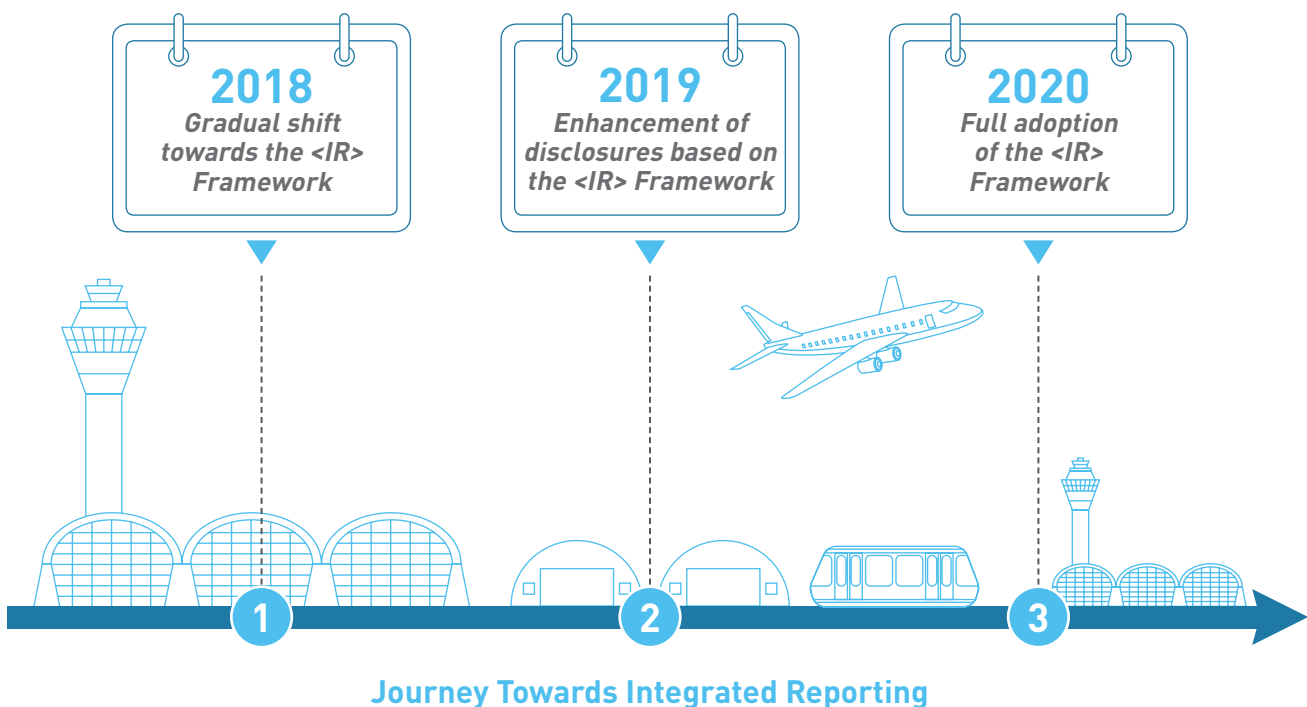 2018
Gradual shift
towards the <IR>
Framework
2019
Enhancement of
disclosures based on
the <IR> Framework
2020
Full adoption
of the <IR>
Framework
1
2
3
Journey Towards Integrated Reporting